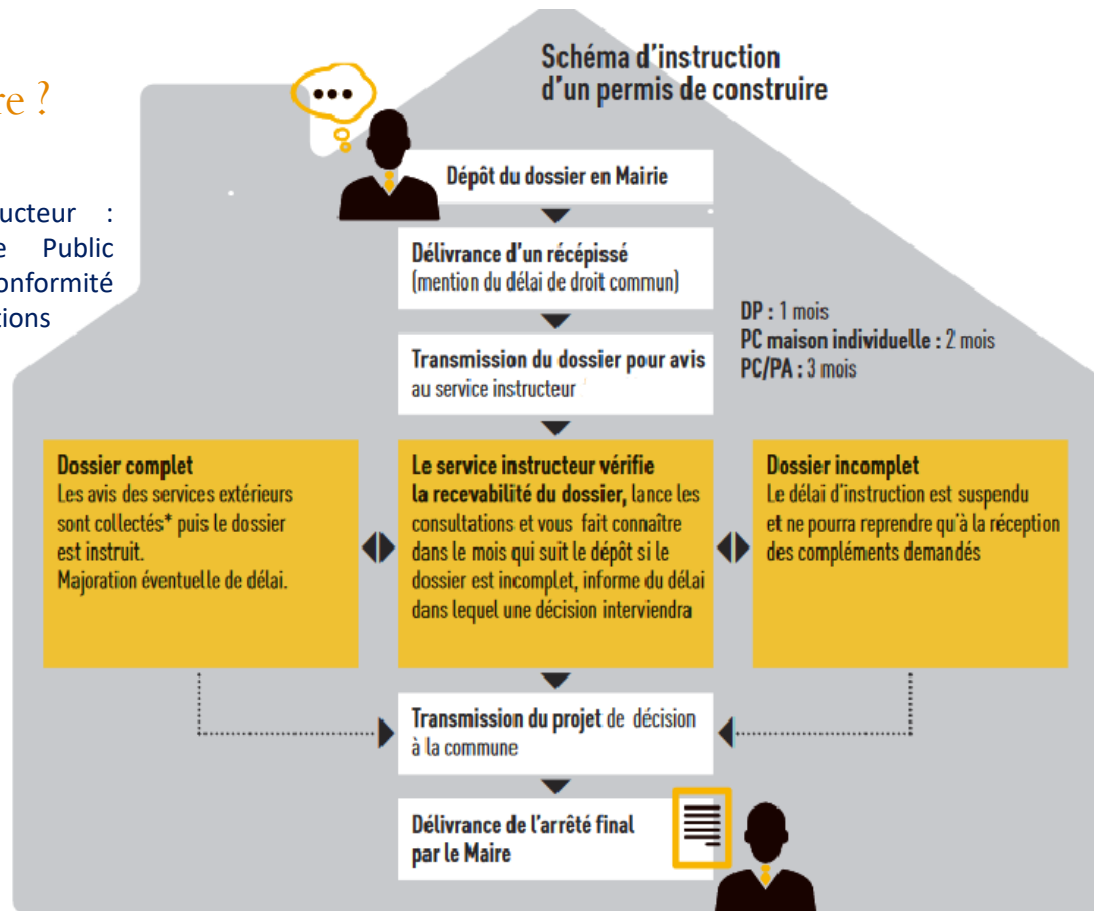 re ?
ucteur :
e Public
onformité
tions
Schéma d'instruction
d'un permis de construire
Dépôt du dossier en Mairie
Délivrance d'un récépissé
(mention du délai de droit commun)
Transmission du dossier pour avis
au service instructeur
DP : 1 mois
PC maison individuelle : 2 mois
PC/PA : 3 mois
Dossier complet
Les avis des services extérieurs
sont collectés* puis le dossier
est instruit.
Majoration éventuelle de délai.
Le service instructeur vérifie
la recevabilité du dossier, lance les
consultations et vous fait connaître
dans le mois qui suit le dépôt si le
dossier est incomplet, informe du délai
dans lequel une décision interviendra
Dossier incomplet
Le délai d'instruction est suspendu
et ne pourra reprendre qu'à la réception
des compléments demandés
Transmission du projet de décision
à la commune
Délivrance de l'arrêté final
par le Maire